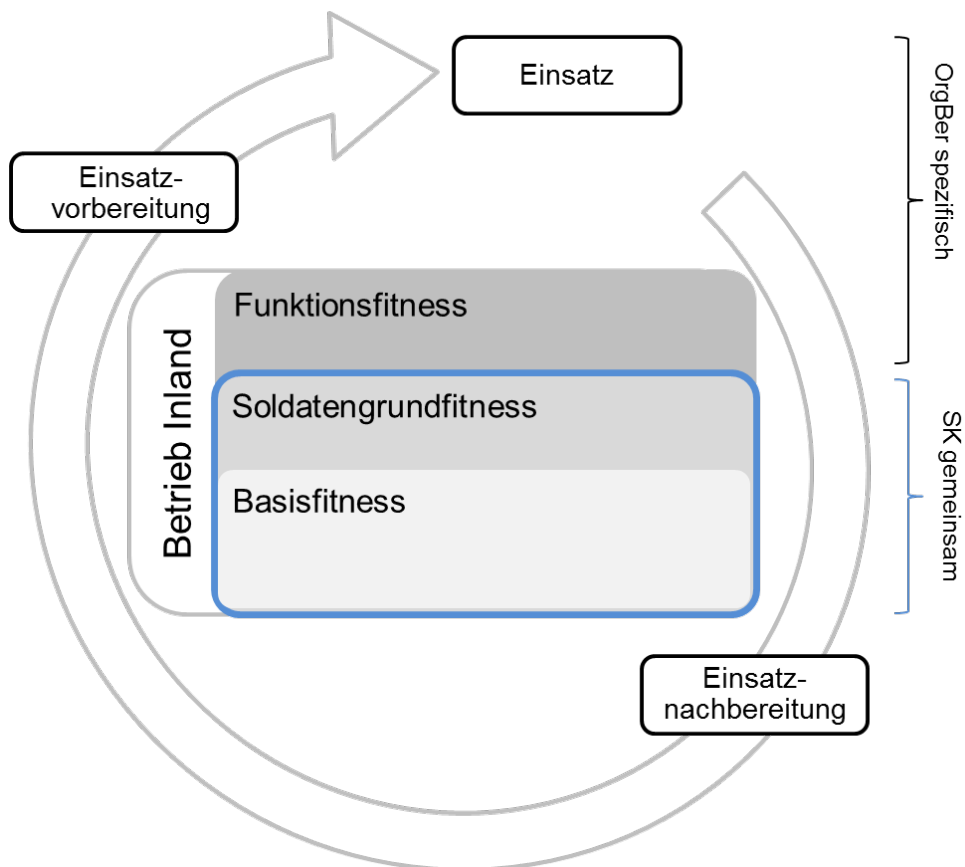 Einsatz
OrgBer spezifisch
Einsatz-
vorbereitung
Funktionsfitness
Betrieb Inland
Soldatengrundfitness
SK gemeinsam
Basisfitness
Einsatz-
nachbereitung